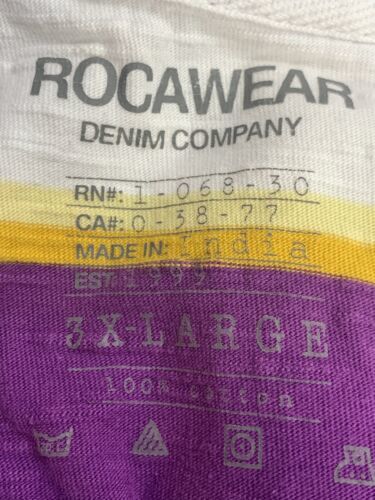 ROCAWEAR
DENIM COMPANY
RN#: 1-068-30
CA#: 0-38-77
MADE IN: India
EST: 1999
3X-LARGE
100% Cotton